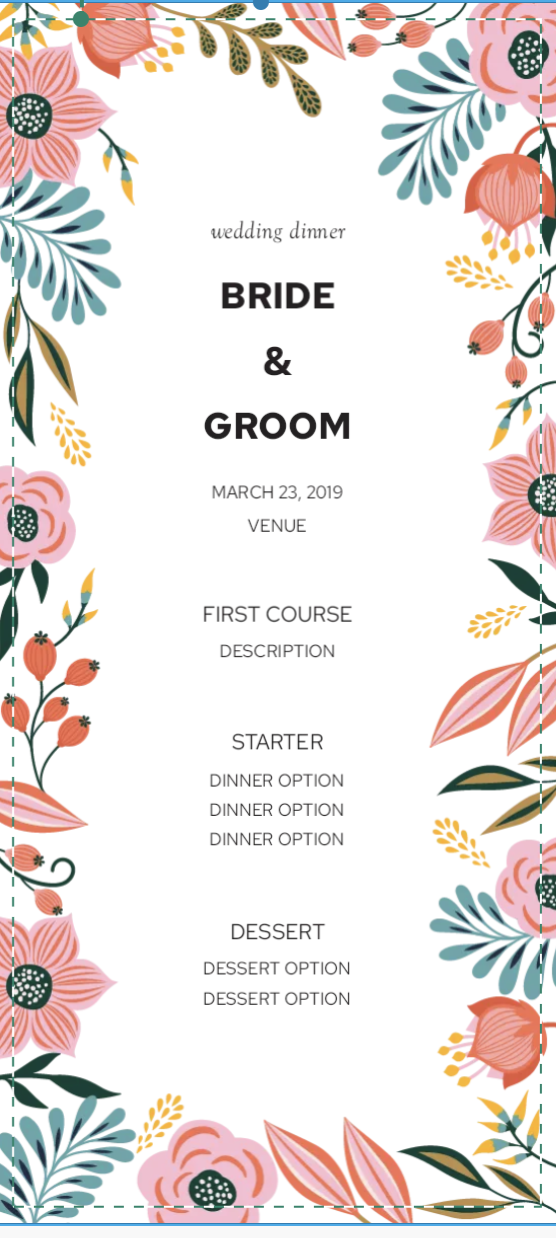 wedding dinner
BRIDE
&
GROOM
MARCH 23, 2019
VENUE
FIRST COURSE
DESCRIPTION
STARTER
DINNER OPTION
DINNER OPTION
DINNER OPTION
DESSERT
DESSERT OPTION
DESSERT OPTION